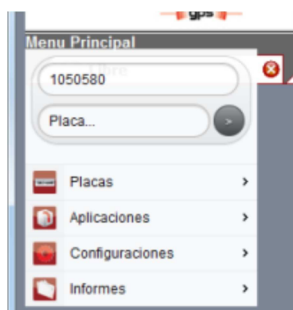 gps
Menu Principal
1050580
Placa...
>
Placas >
Aplicaciones >
Configuraciones >
Informes >